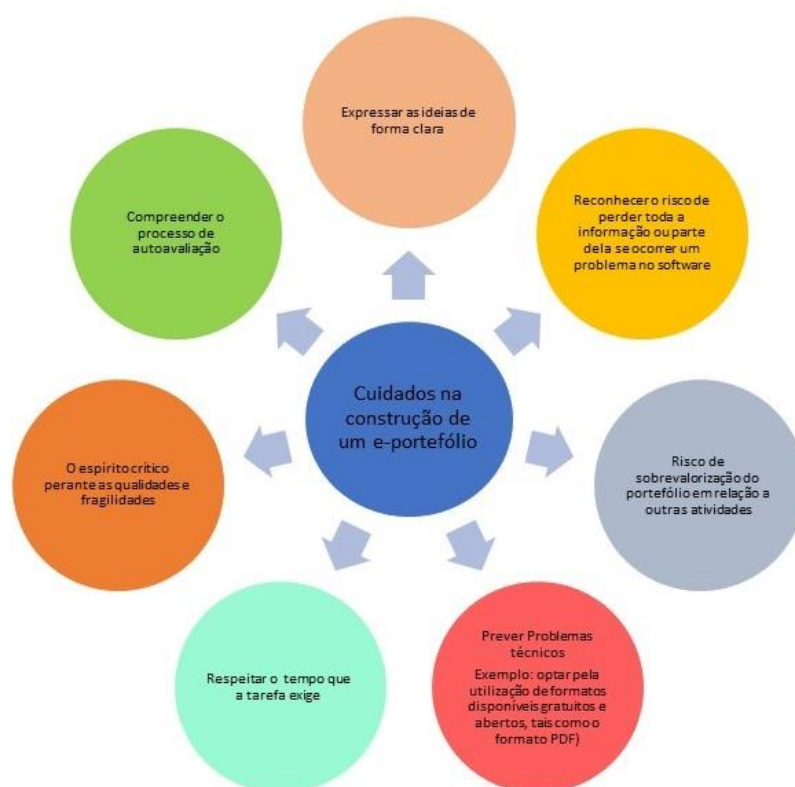 Expressar as ideias de
forma clara
Reconhecer o risco de
perder toda a
informação ou parte
dela se ocorrer um
problema no software
Risco de
sobrevalorização do
portefólio em relação a
outras atividades
Prever Problemas
técnicos
Exemplo: optar pela
utilização de formatos
disponíveis gratuitos e
abertos, tais como o
formato PDF)
Respeitar o tempo que
a tarefa exige
O espírito crítico
perante as qualidades e
fragilidades
Compreender o
processo de
autoavaliação
Cuidados na
construção de
um e-portefólio